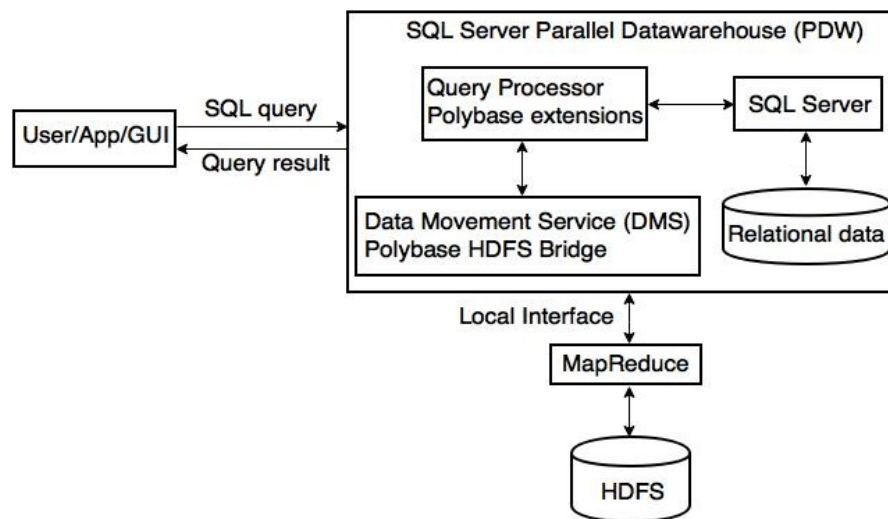 SQL Server Parallel Datawarehouse (PDW)
Query Processor
Polybase extensions
SQL Server
SQL query
User/App/GUI
Query result
Data Movement Service (DMS)
Polybase HDFS Bridge
Relational data
Local Interface
MapReduce
HDFS